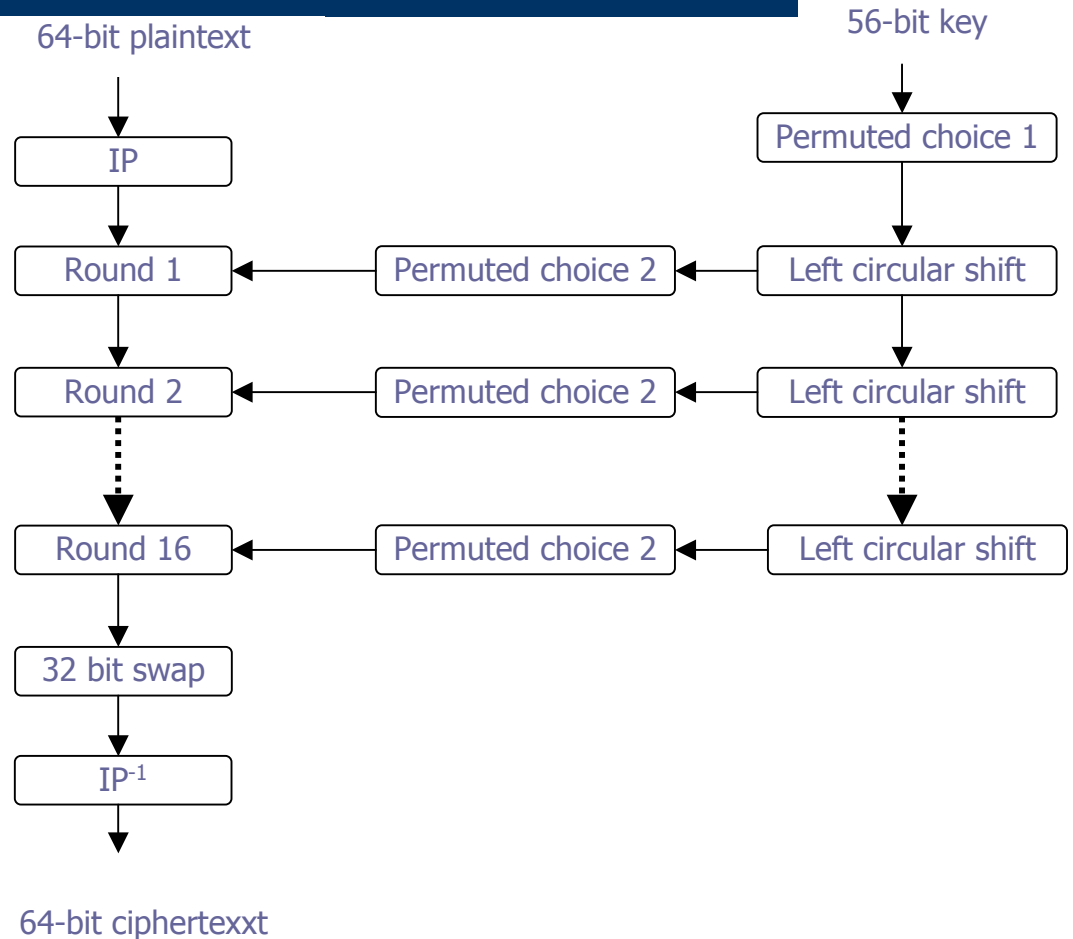 64-bit plaintext
56-bit key
IP
Permuted choice 1
Round 1
Permuted choice 2
Left circular shift
Round 2
Permuted choice 2
Left circular shift
Round 16
Permuted choice 2
Left circular shift
32 bit swap
IP-1
64-bit ciphertexxt